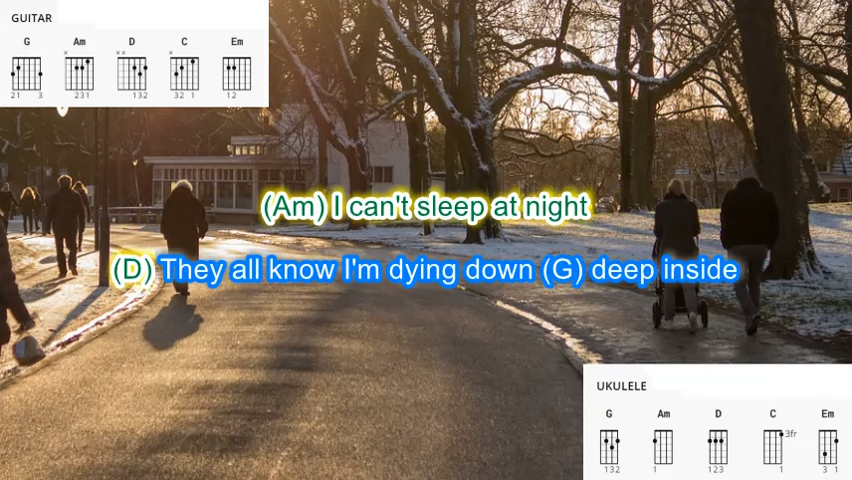 GUITAR
G Am D C Em
x xx x
21 3 231 132 32 1 12
(Am) I can't sleep at night
(D) They all know I'm dying down (G) deep inside
UKULELE
G Am D C Em
3fr
132 1 123 1 3 1